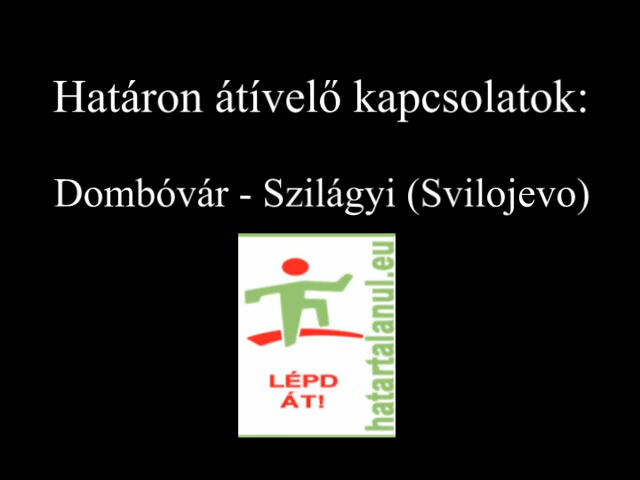 Határon átívelő kapcsolatok:
Dombóvár - Szilágyi (Svilojevo)
hatartalanul.eu
LÉPD
ÁT!